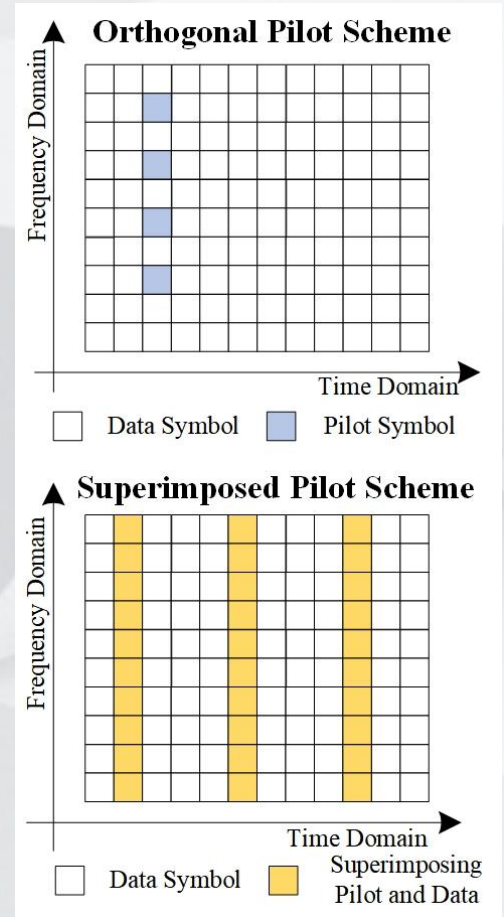 Orthogonal Pilot Scheme
Frequency Domain
Time Domain
Data Symbol
Pilot Symbol
Superimposed Pilot Scheme
Frequency Domain
Time Domain
Data Symbol
Superimposing
Pilot and Data